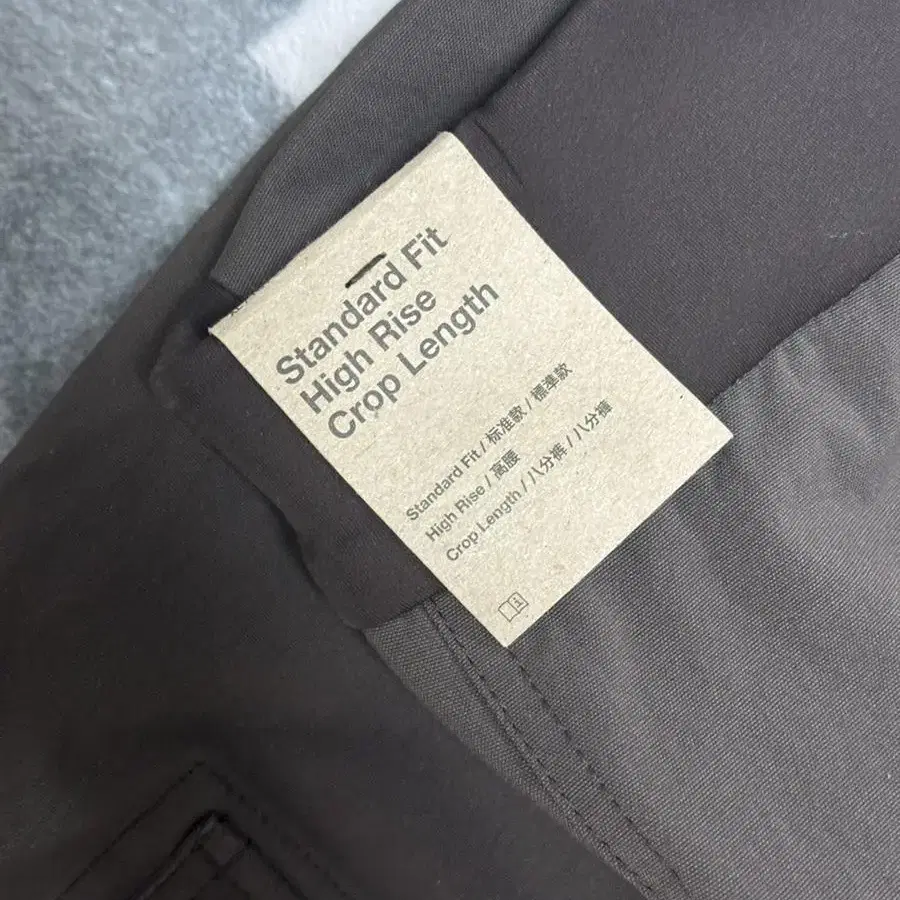 Standard Fit
High Rise
Crop Length
Standard Fit / 标准款 / 標準款
High Rise / 高腰
Crop Length / 八分裤 / 八分褲